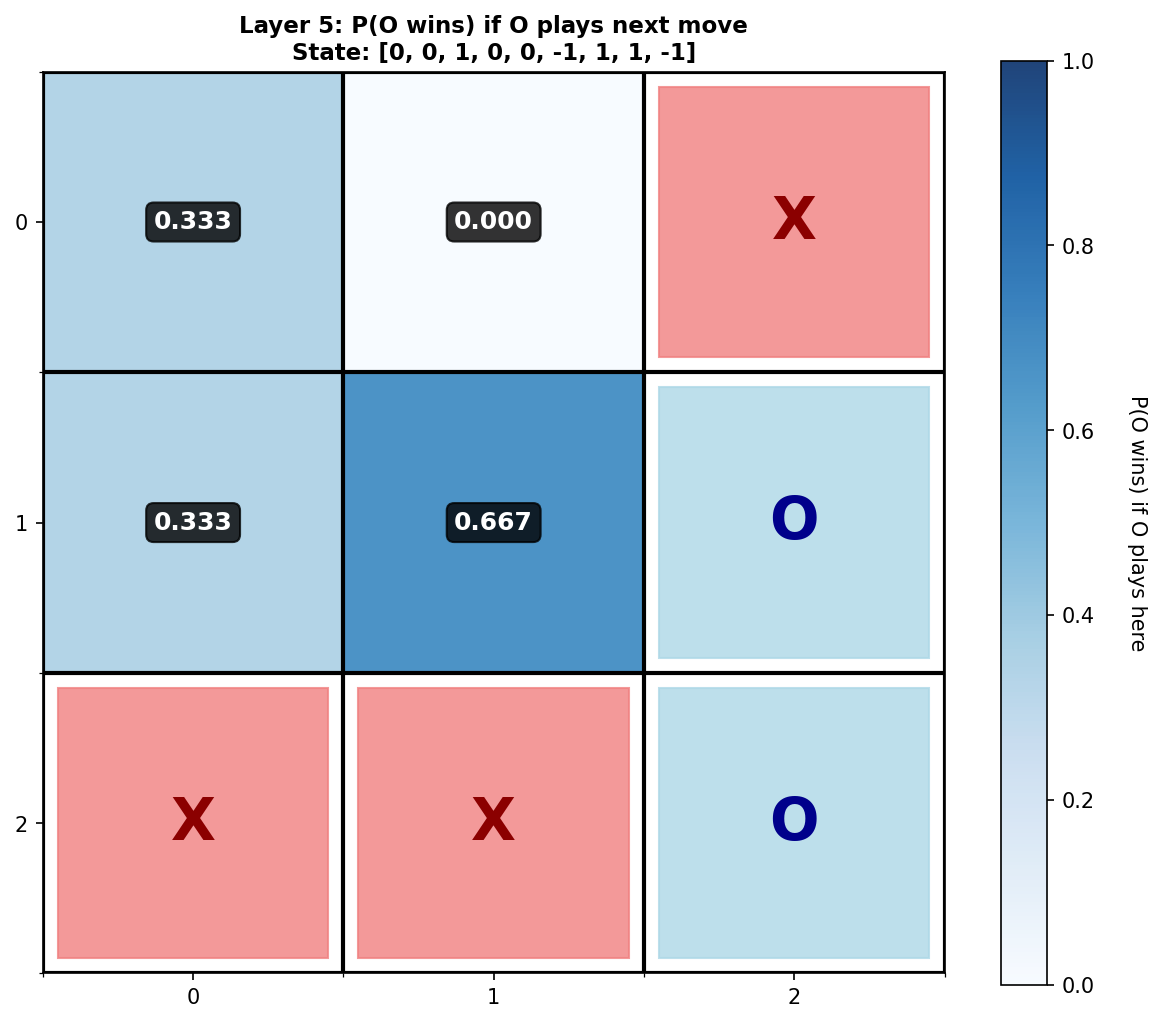 Layer 5: P(O wins) if O plays next move
State: [0, 0, 1, 0, 0, -1, 1, 1, -1]
0
0.333
0.000
X
1
0.333
0.667
O
2
X
X
O
0
1
2
1.0
0.8
0.6
0.4
0.2
0.0
P(O wins) if O plays here